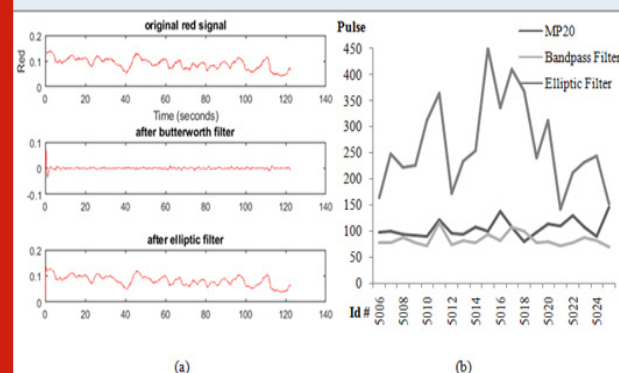 original red signal
0.2
0.1
0
Red
0 20 40 60 80 100 120 140
Time (seconds)
after butterworth filter
0.1
0
-0.1
0 20 40 60 80 100 120 140
after elliptic filter
0.2
0.1
0
0 20 40 60 80 100 120 140
(a)
Pulse
MP20
Bandpass Filter
Elliptic Filter
450
400
350
300
250
200
150
100
50
0
Id #
5006 5008 5010 5012 5014 5016 5018 5020 5022 5024
(b)